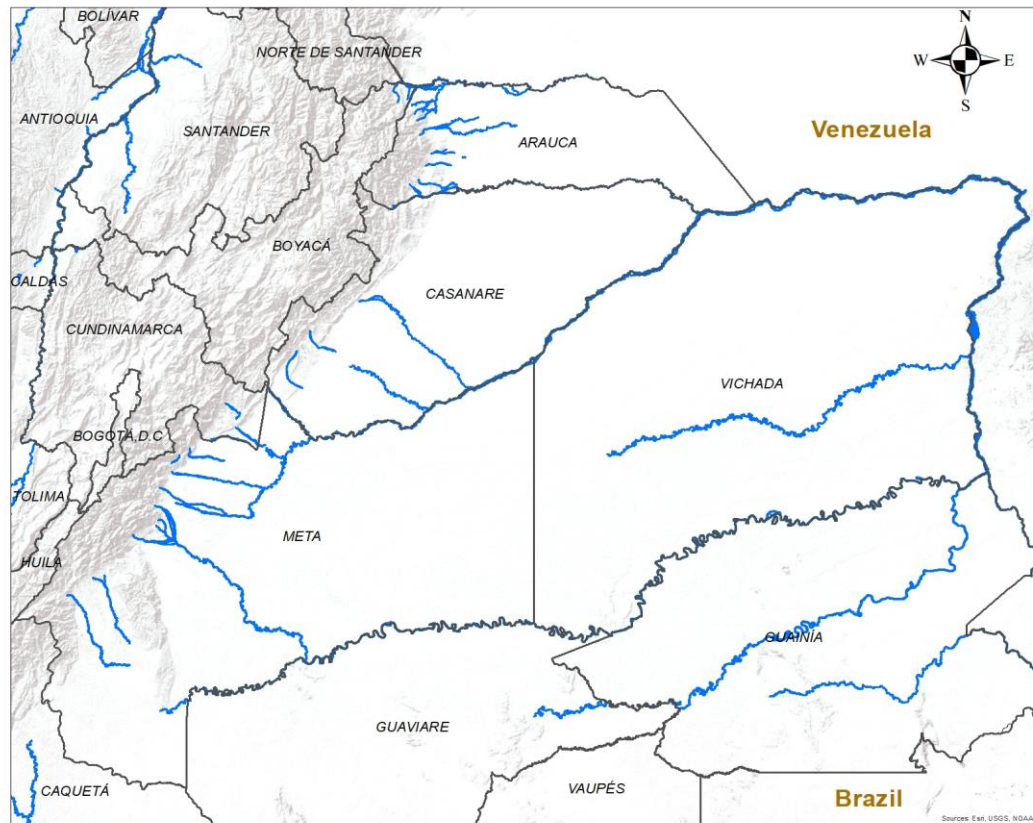 BOLÍVAR
N
NORTE DE SANTANDER
W
E
S
ANTIOQUIA
SANTANDER
ARAUCA
Venezuela
BOYACÁ
CALDAS
CASANARE
CUNDINAMARCA
VICHADA
BOGOTÁ,D.C
TOLIMA
META
HUILA
GUAINÍA
GUAVIARE
CAQUETÁ
VAUPÉS
Brazil
Sources: Esri, USGS, NOAA